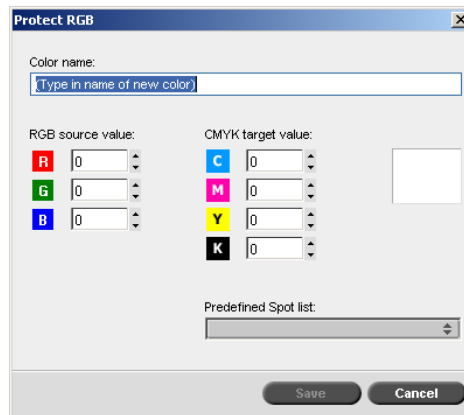 Protect RGB
Color name:
(Type in name of new color)
RGB source value: CMYK target value:
R 0 C 0
G 0 M 0
B 0 Y 0
K 0
Predefined Spot list:
Save Cancel